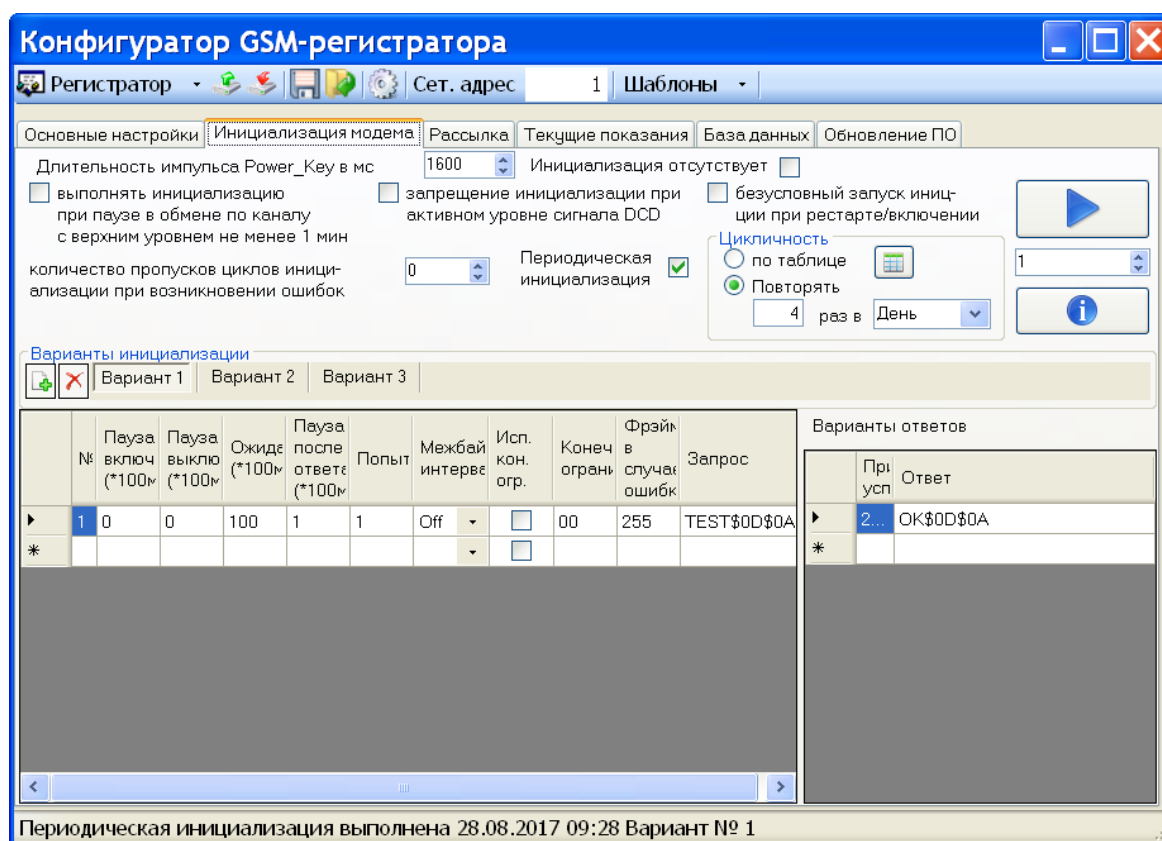 Конфигуратор GSM-регистратора
Регистратор Сет. адрес 1 Шаблоны
Основные настройки Инициализация модема Рассылка Текущие показания База данных Обновление ПО
Длительность импульса Power_Key в мс 1600 Инициализация отсутствует
выполнять инициализацию
при паузе в обмене по каналу
с верхним уровнем не менее 1 мин
запрещение инициализации при
активном уровне сигнала DCD
безусловный запуск иниц-
ции при рестарте/включении
количество пропусков циклов иници-
ализации при возникновении ошибок
0
Периодическая
инициализация
Цикличность
по таблице
Повторять
4 раз в День
1
Варианты инициализации
Вариант 1 Вариант 2 Вариант 3
№
Пауза
включ
(*100м
Пауза
выклю
(*100м
Ожида
(*100м
Пауза
после
ответа
(*100м
Попыт
Межбай
интерва
Исп.
кон.
огр.
Конеч
ограни
Фрэйм
в
случае
ошибк
Запрос
1 0 0 100 1 1 Off 00 255 TEST$0D$0A
Варианты ответов
При
усп
Ответ
2... OK$0D$0A
Периодическая инициализация выполнена 28.08.2017 09:28 Вариант № 1